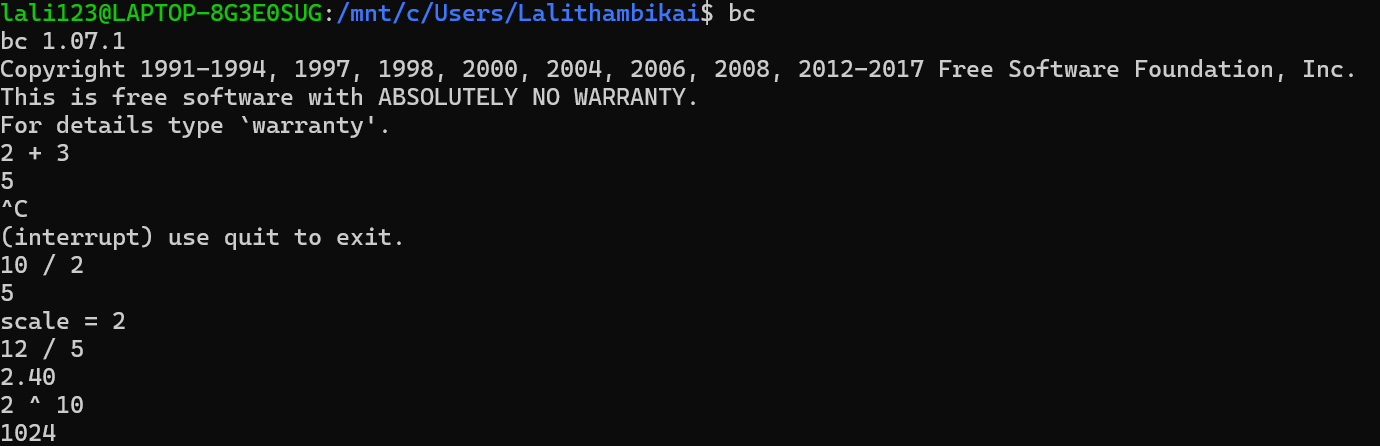 lali123@LAPTOP-8G3E0SUG:/mnt/c/Users/Lalithambikai$ bc
bc 1.07.1
Copyright 1991-1994, 1997, 1998, 2000, 2004, 2006, 2008, 2012-2017 Free Software Foundation, Inc.
This is free software with ABSOLUTELY NO WARRANTY.
For details type `warranty'.
2 + 3
5
^C
(interrupt) use quit to exit.
10 / 2
5
scale = 2
12 / 5
2.40
2 ^ 10
1024